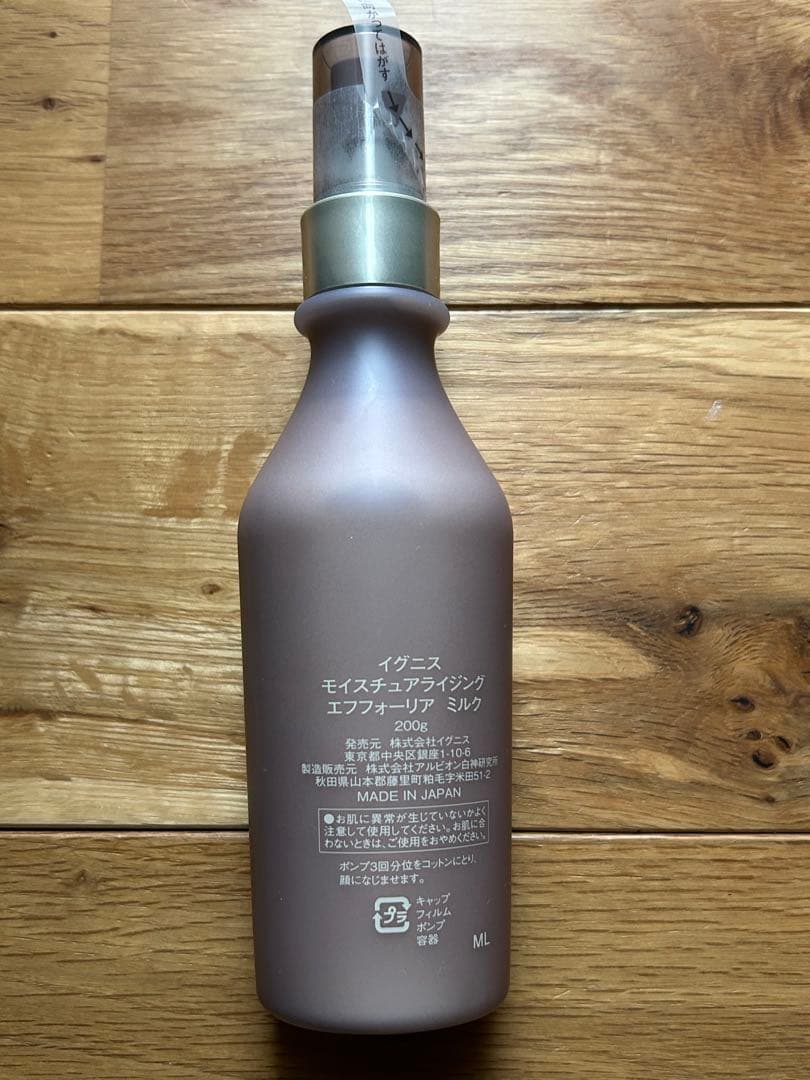 かってはがす
イグニス
モイスチュアライジング
エフフォーリア ミルク
200g
発売元 株式会社イグニス
東京都中央区銀座1-10-6
製造販売元 株式会社アルビオン白神研究所
秋田県山本郡藤里町粕毛字米田51-2
MADE IN JAPAN
●お肌に異常が生じていないかよく
注意して使用してください。お肌に合
わないときは、ご使用をおやめください。
ポンプ3回分位をコットンにとり、
顔になじませます。
プラ
キャップ
フィルム
ポンプ
容器
ML